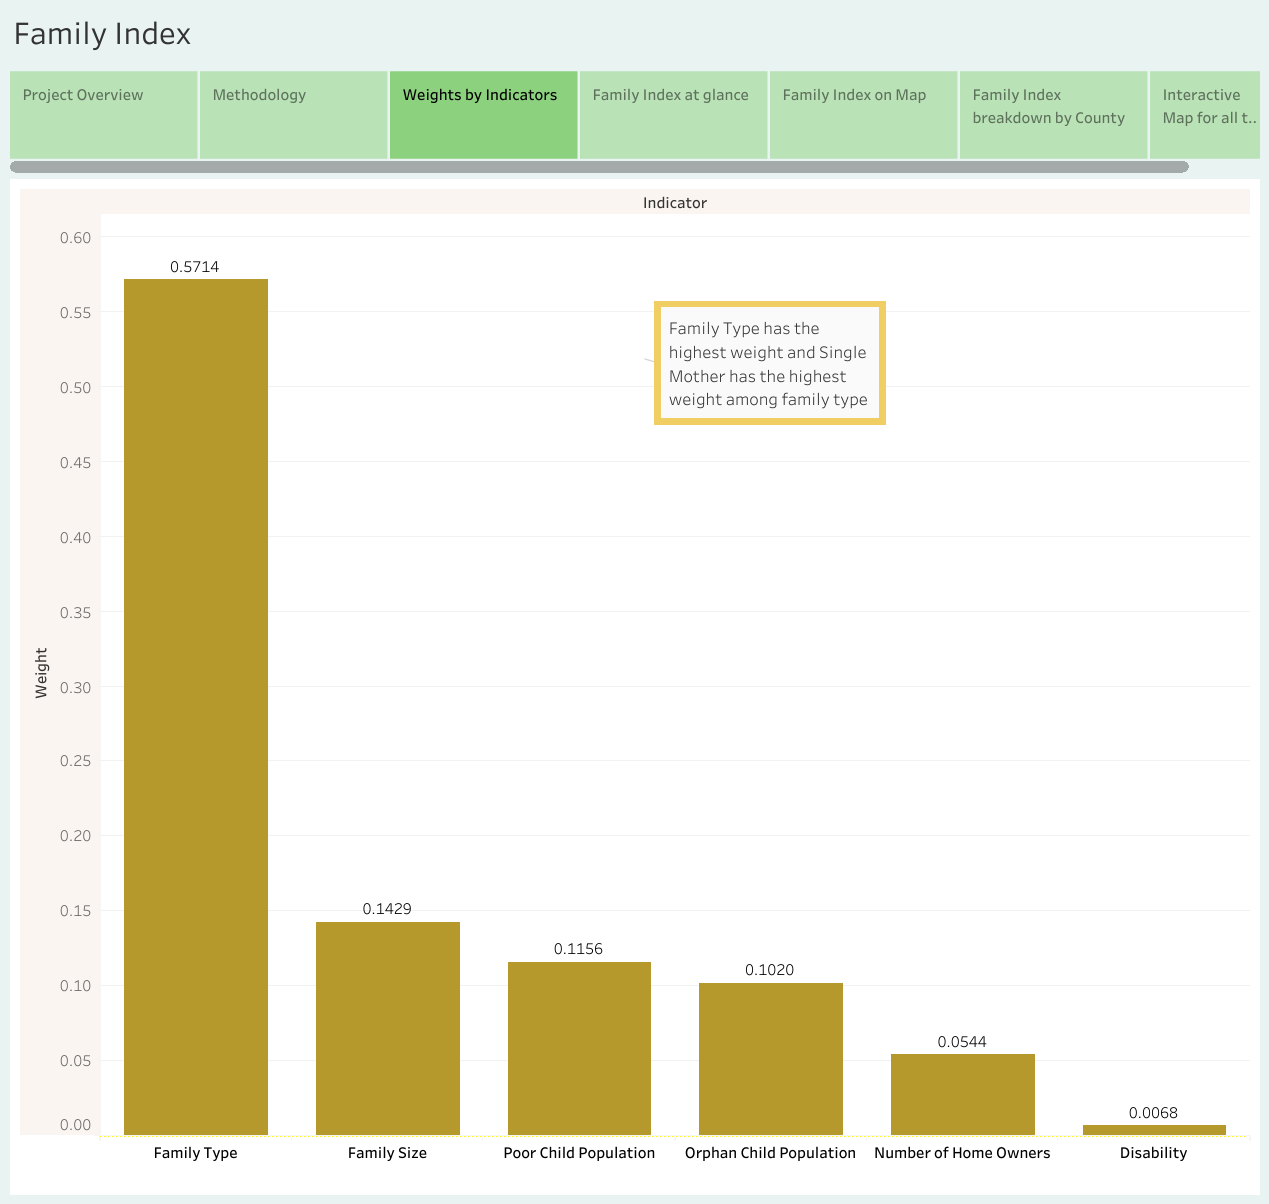 Family Index
Project Overview
Methodology
Weights by Indicators
Family Index at glance
Family Index on Map
Family Index
breakdown by County
Interactive
Map for all t..
Indicator
0.60
0.55
0.50
0.45
0.40
0.35
0.30
0.25
0.20
0.15
0.10
0.05
0.00
Weight
0.5714
0.1429
0.1156
0.1020
0.0544
0.0068
Family Type has the
highest weight and Single
Mother has the highest
weight among family type
Family Type
Family Size
Poor Child Population
Orphan Child Population
Number of Home Owners
Disability